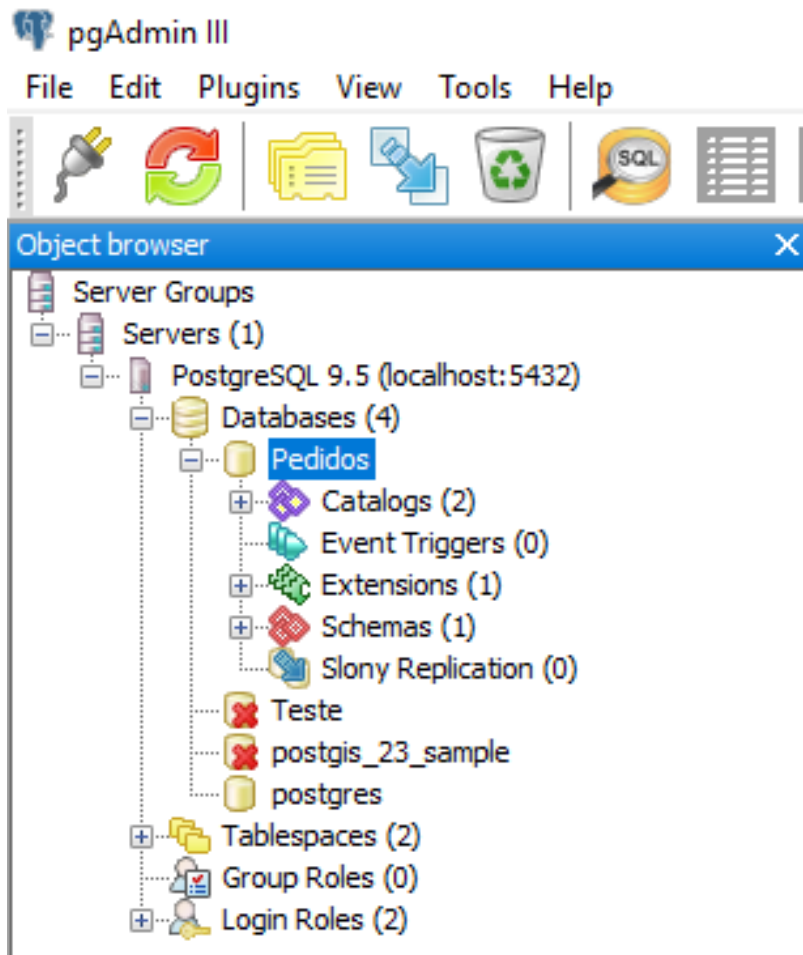 pgAdmin III
File Edit Plugins View Tools Help
SQL
Object browser
Server Groups
Servers (1)
PostgreSQL 9.5 (localhost:5432)
Databases (4)
Pedidos
Catalogs (2)
Event Triggers (0)
Extensions (1)
Schemas (1)
Slony Replication (0)
Teste
postgis_23_sample
postgres
Tablespaces (2)
Group Roles (0)
Login Roles (2)